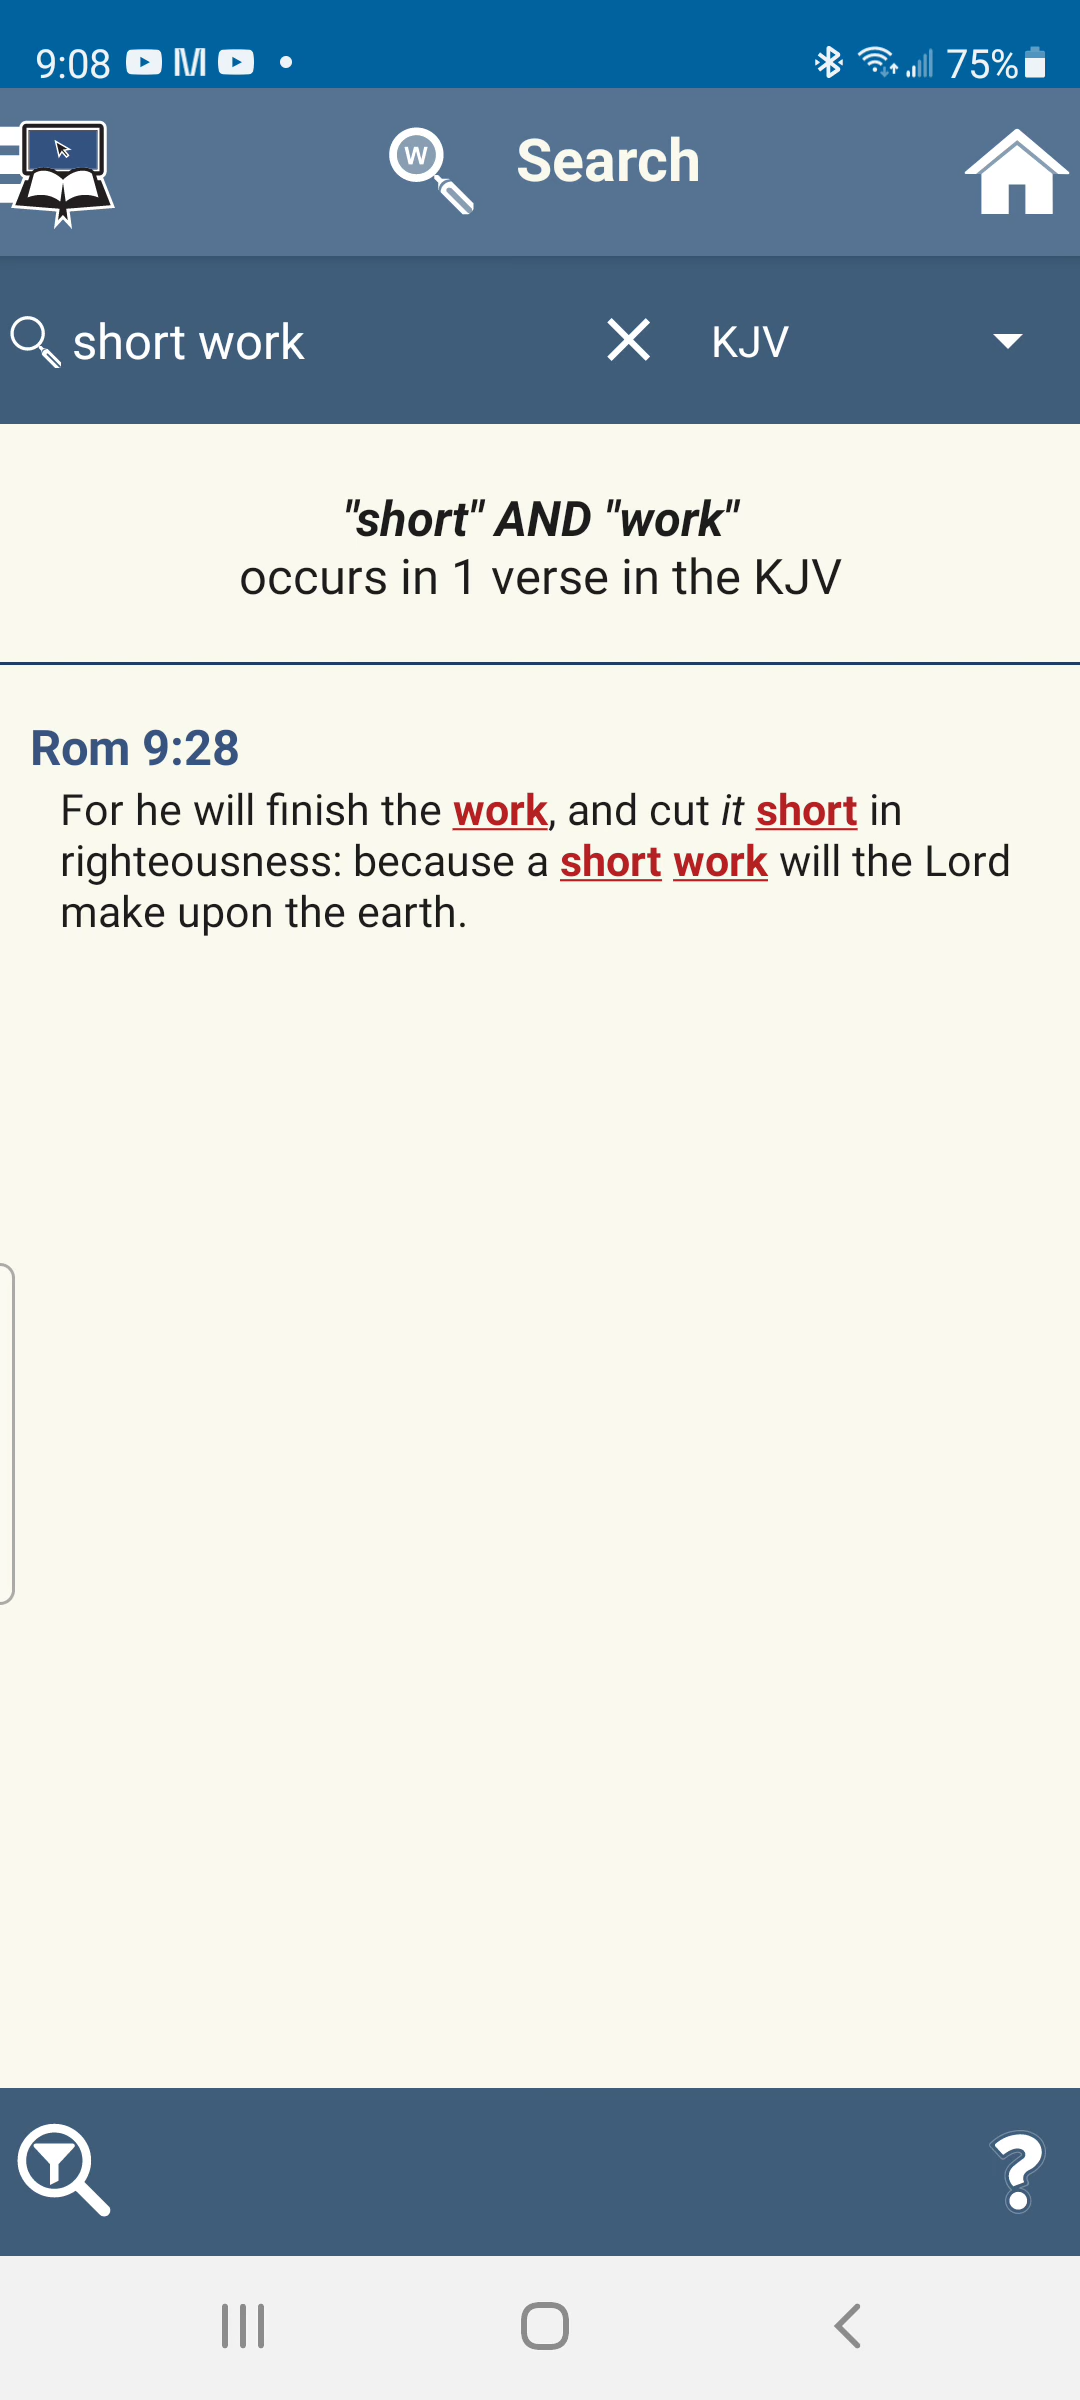 9:08 75%
W Search
short work KJV
"short" AND "work"
occurs in 1 verse in the KJV
Rom 9:28
For he will finish the work, and cut it short in
righteousness: because a short work will the Lord
make upon the earth.